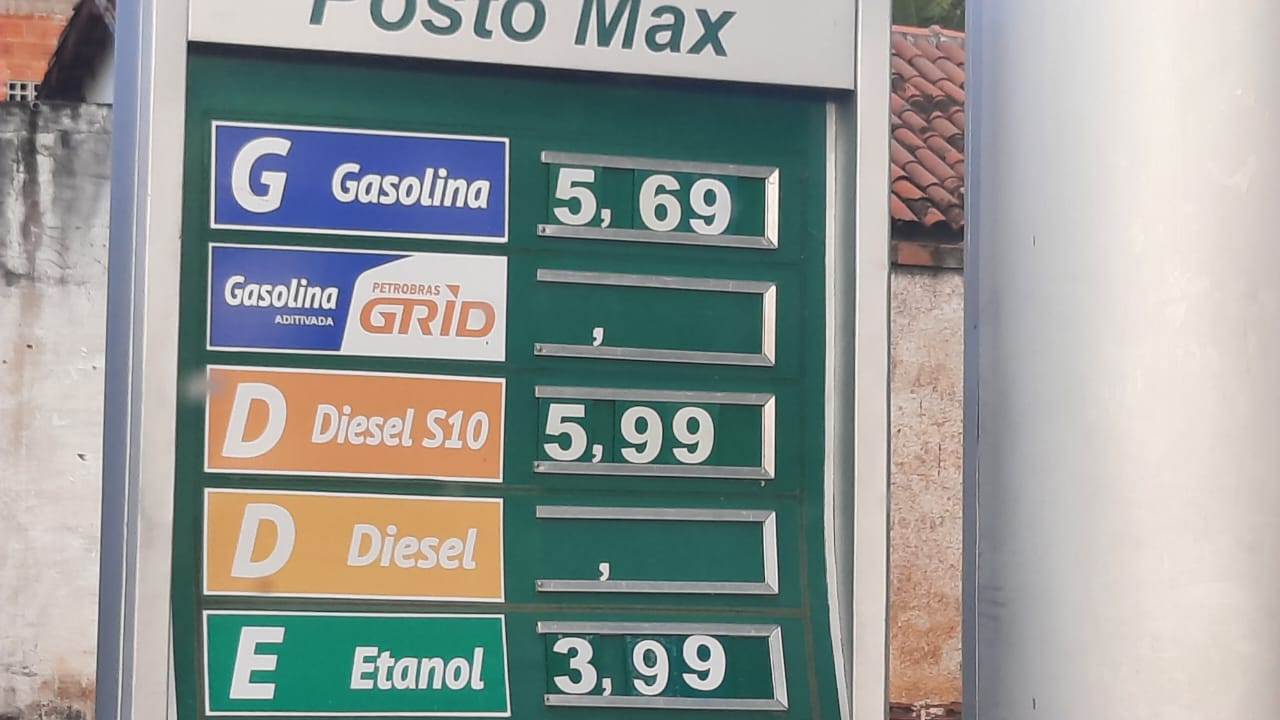 Posto Max
G Gasolina 5,69
Gasolina ADITIVADA PETROBRAS GRID ,
D Diesel S10 5,99
D Diesel ,
E Etanol 3,99